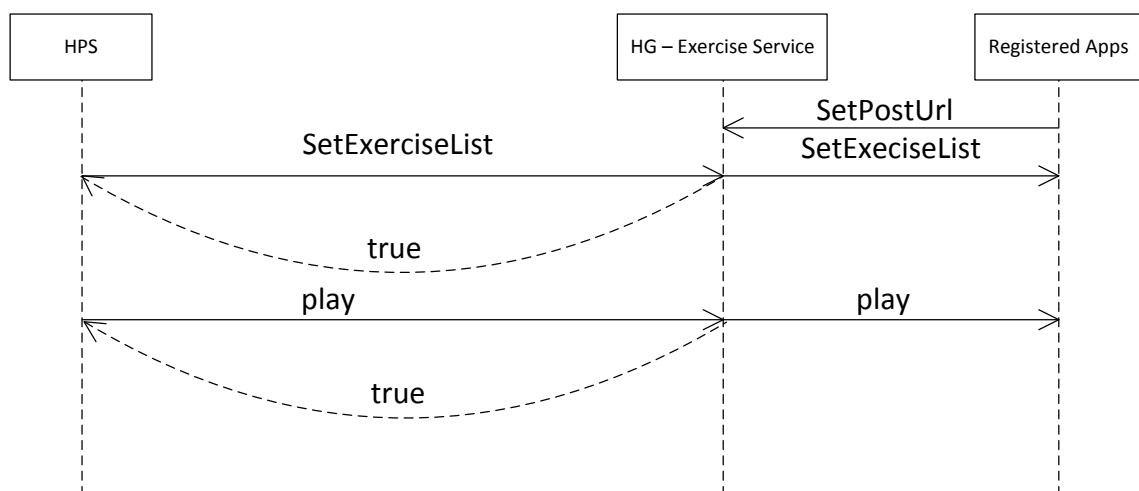 HPS
HG – Exercise Service
Registered Apps
SetPostUrl
SetExerciseList
SetExeciseList
true
play
play
true